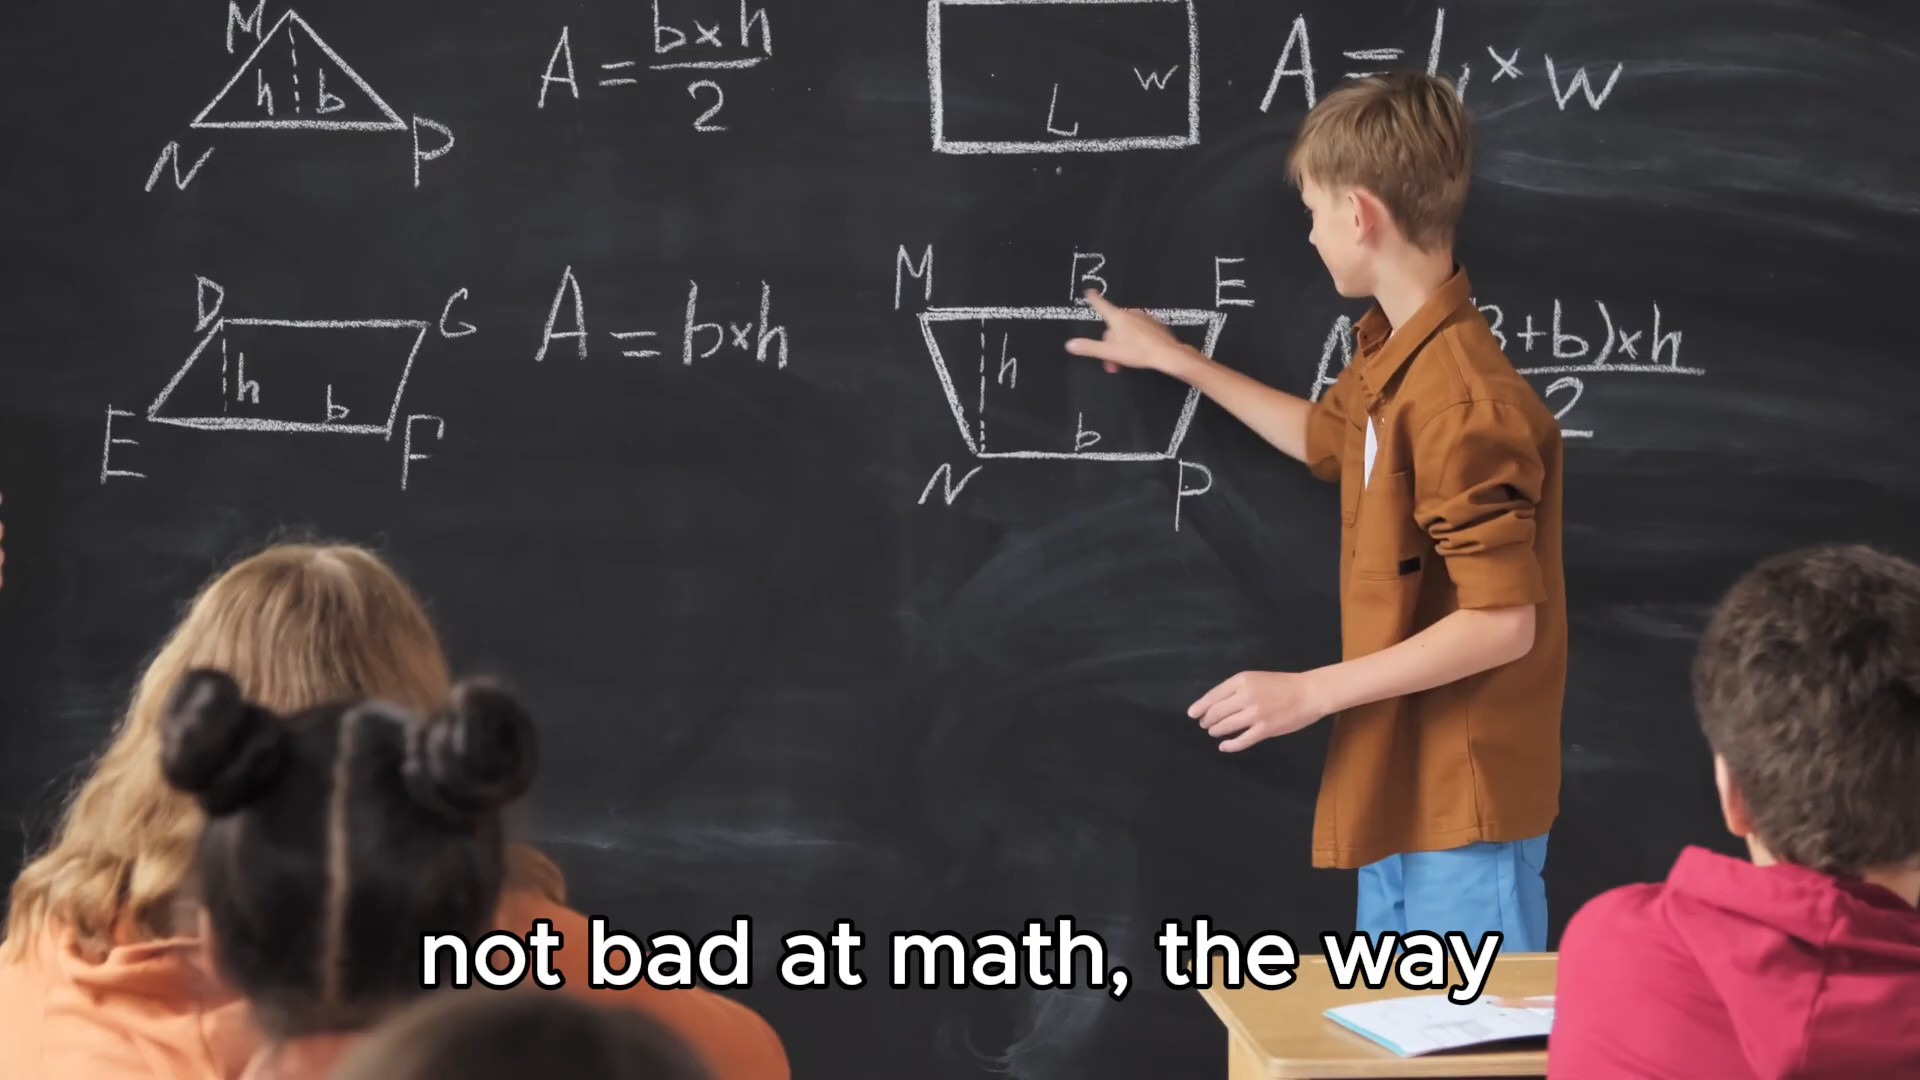 M
h b
N P
A = b×h
2
W
L
A = L × W
D G
h b
E F
A = b×h
M B E
h
b
N P
+b)×h
2
not bad at math, the way